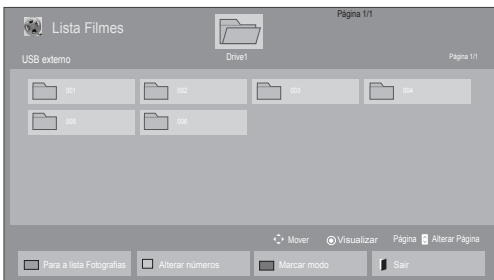 Página 1/1
Lista Filmes
USB externo
Drive1
Página 1/1
001
002
003
004
005
006
Mover
Visualizar
Página
Alterar Página
Para a lista Fotografias
Alterar números
Marcar modo
Sair